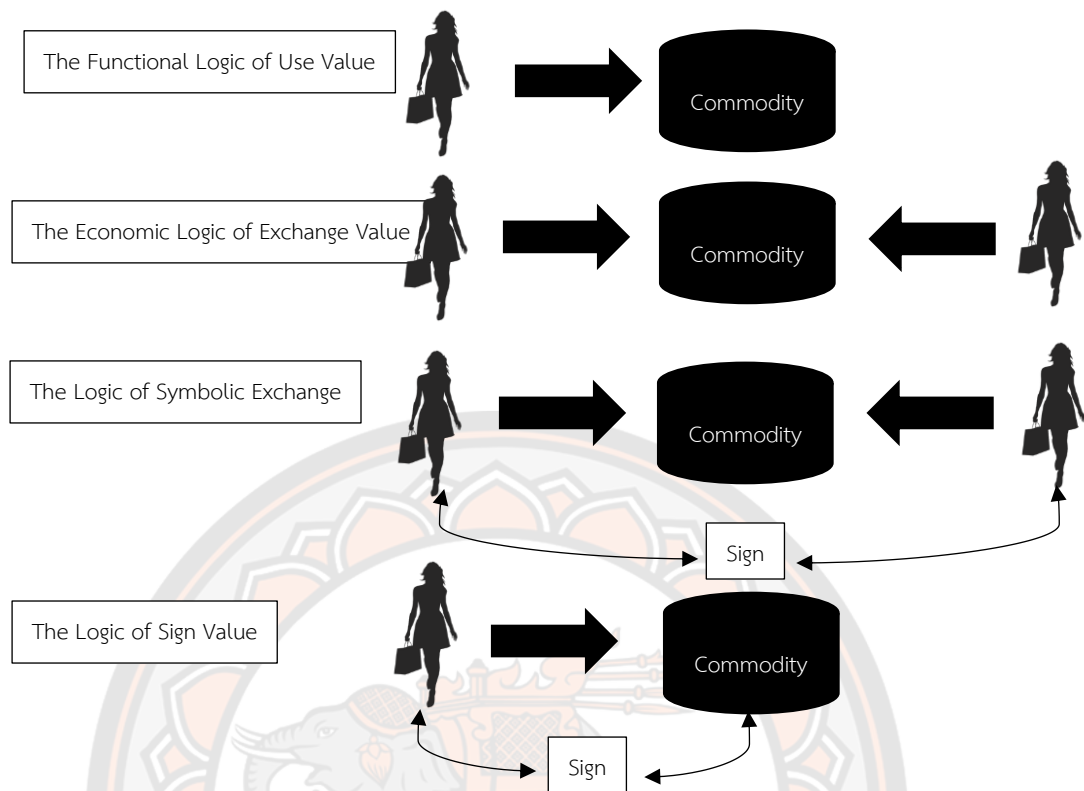 The Functional Logic of Use Value
Commodity
The Economic Logic of Exchange Value
Commodity
The Logic of Symbolic Exchange
Commodity
Sign
The Logic of Sign Value
Commodity
Sign